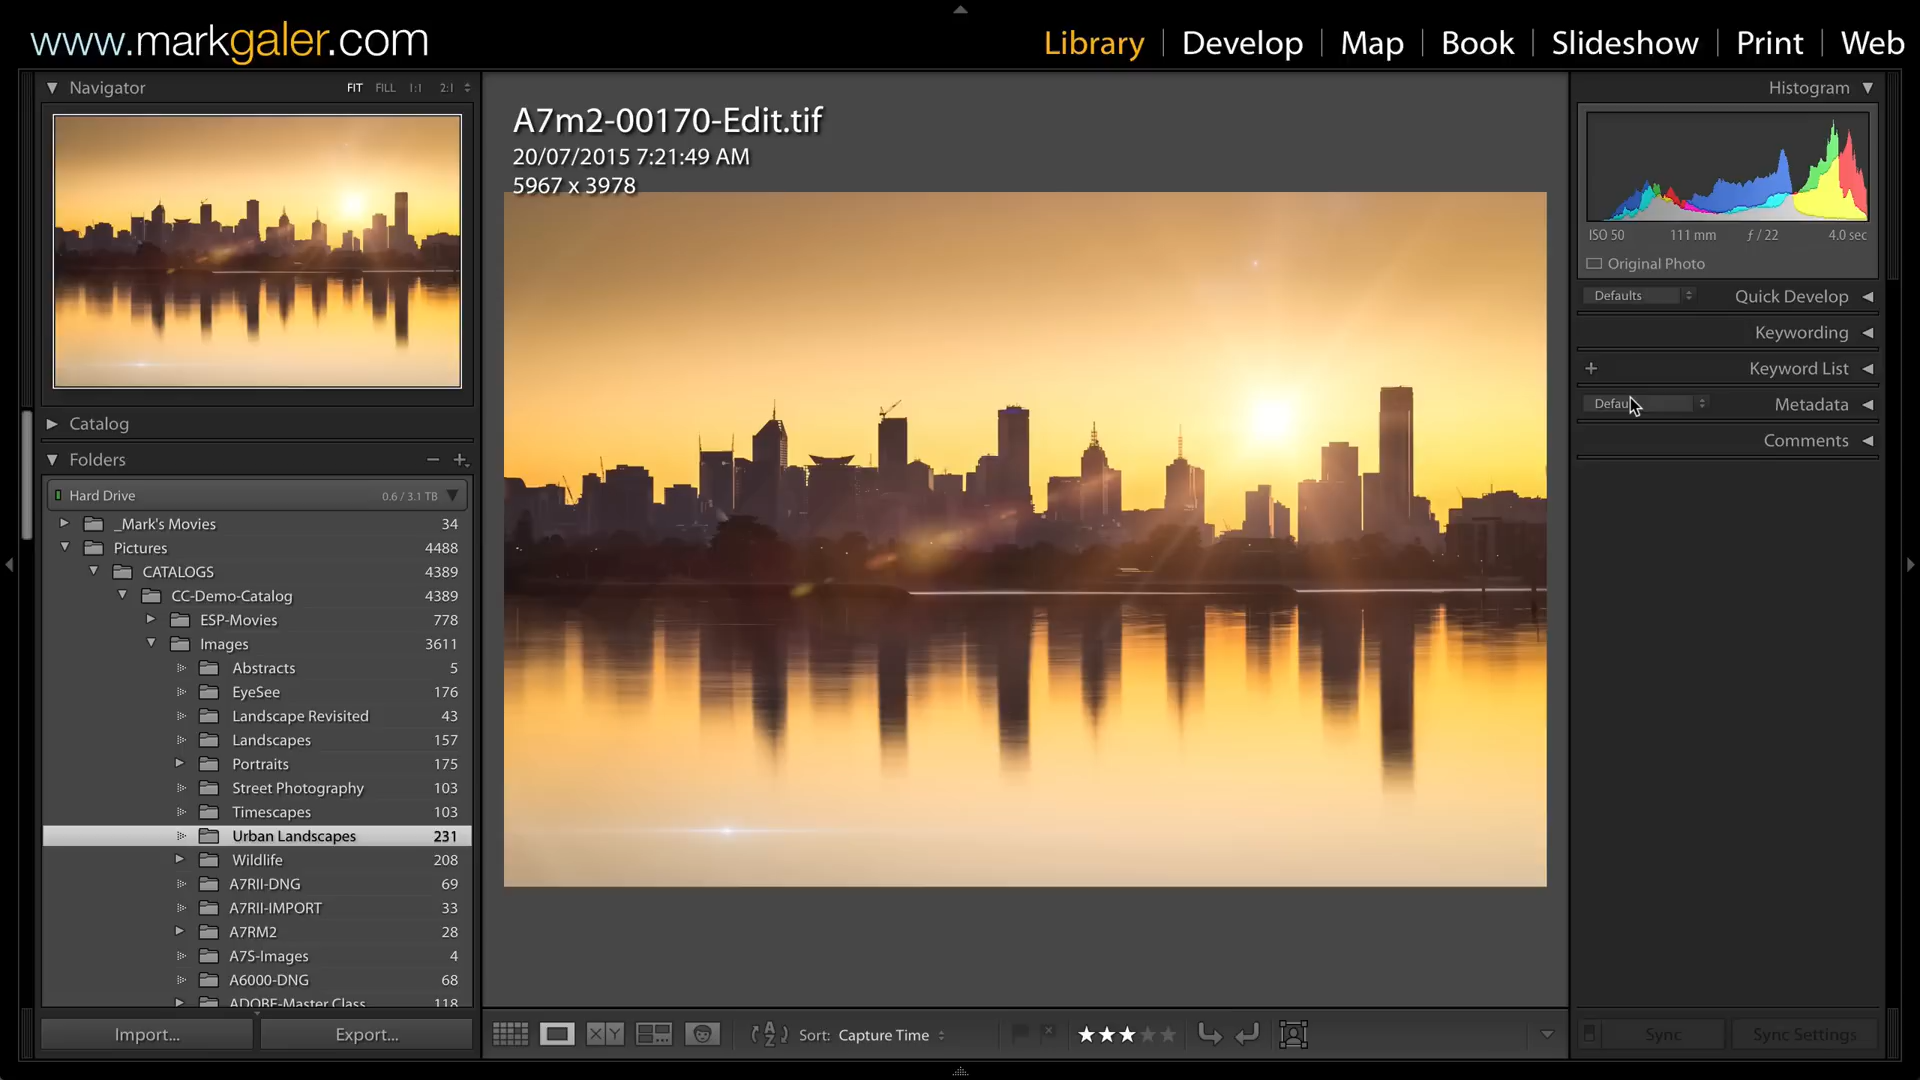 www.markgaler.com
Library | Develop | Map | Book | Slideshow | Print | Web
Navigator FIT FILL 1:1 2:1
Catalog
Folders
Hard Drive 0.6 / 3.1 TB
_Mark's Movies 34
Pictures 4488
CATALOGS 4389
CC-Demo-Catalog 4389
ESP-Movies 778
Images 3611
Abstracts 5
EyeSee 176
Landscape Revisited 43
Landscapes 157
Portraits 175
Street Photography 103
Timescapes 103
Urban Landscapes 231
Wildlife 208
A7RII-DNG 69
A7RII-IMPORT 33
A7RM2 28
A7S-Images 4
A6000-DNG 68
ADOBE-Master Class 118
Import... Export...
A7m2-00170-Edit.tif
20/07/2015 7:21:49 AM
5967 x 3978
XY AZ Sort: Capture Time
Histogram
ISO 50 111 mm ƒ / 22 4.0 sec
Original Photo
Defaults Quick Develop
Keywording
+ Keyword List
Metadata
Comments
Sync Sync Settings